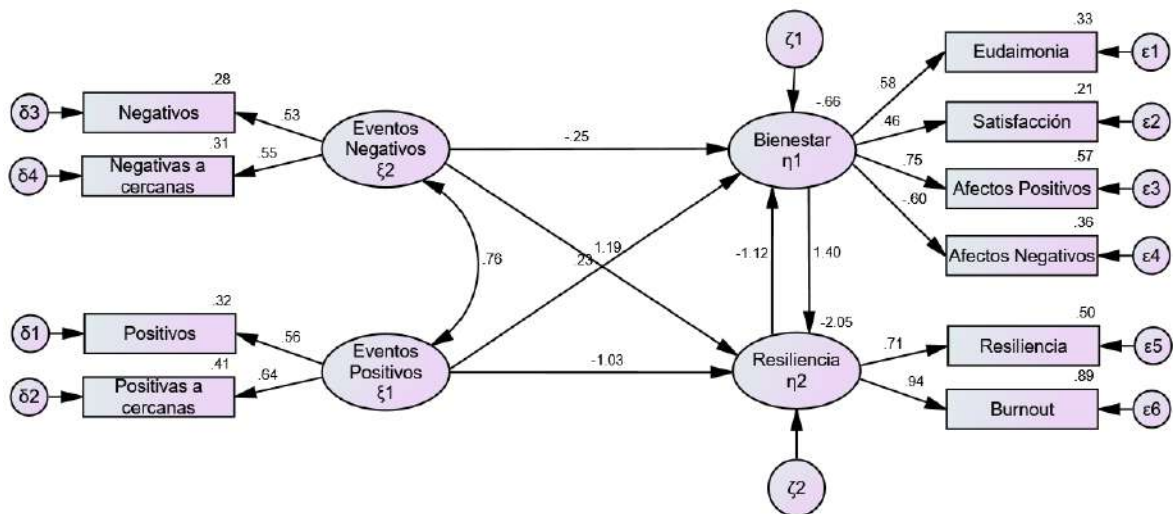 ζ1
.33
Eudaimonia
ε1
.28
δ3
Negativos
.53
.58
-.66
.21
Eventos
Negativos
ξ2
-.25
Bienestar
η1
.46
Satisfacción
ε2
.31
δ4
Negativas a
cercanas
.55
.75
.57
Afectos Positivos
ε3
-.60
.36
Afectos Negativos
ε4
.76
1.19
.23
-1.12
1.40
.32
δ1
Positivos
.56
-2.05
.50
Eventos
Positivos
ξ1
-1.03
Resiliencia
η2
.71
Resiliencia
ε5
.41
δ2
Positivas a
cercanas
.64
.94
.89
Burnout
ε6
ζ2